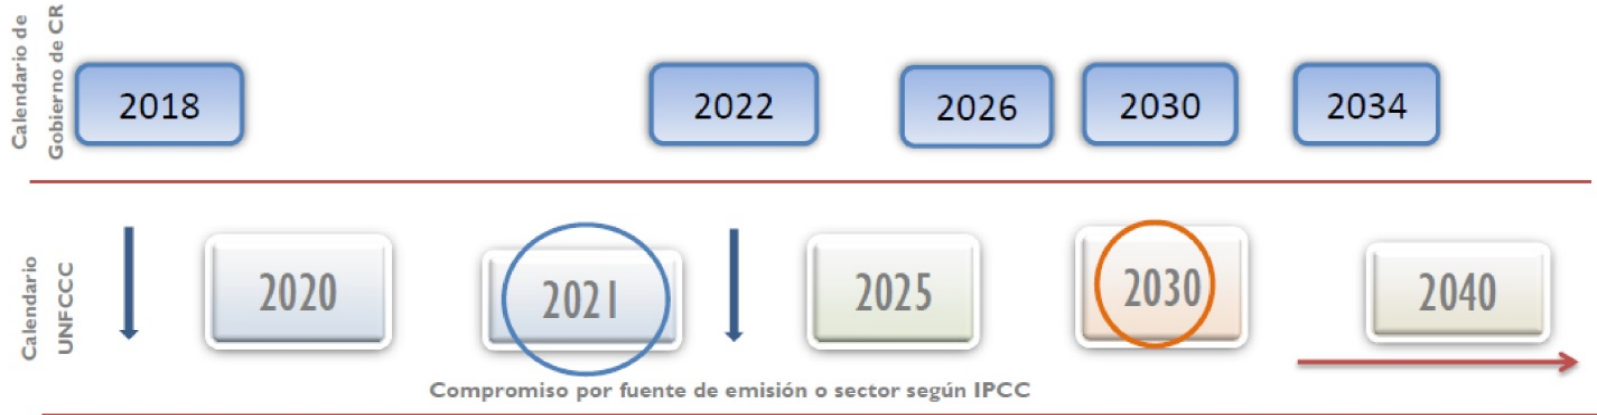 Calendario de
Gobierno de CR
2018
2022
2026
2030
2034
Calendario
UNFCCC
2020
2021
2025
2030
2040
Compromiso por fuente de emisión o sector según IPCC